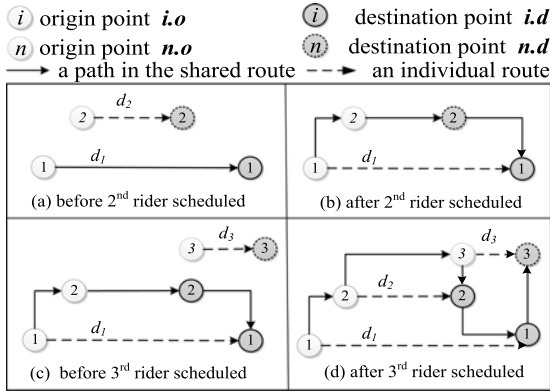 i origin point i.o i destination point i.d
n origin point n.o n destination point n.d
a path in the shared route an individual route
d2
2 2
d1
1 1
(a) before 2nd rider scheduled
2 2
d1
1 1
(b) after 2nd rider scheduled
d3
3 3
2 2
d1
1 1
(c) before 3rd rider scheduled
d3
3 3
d2
2 2
d1
1 1
(d) after 3rd rider scheduled